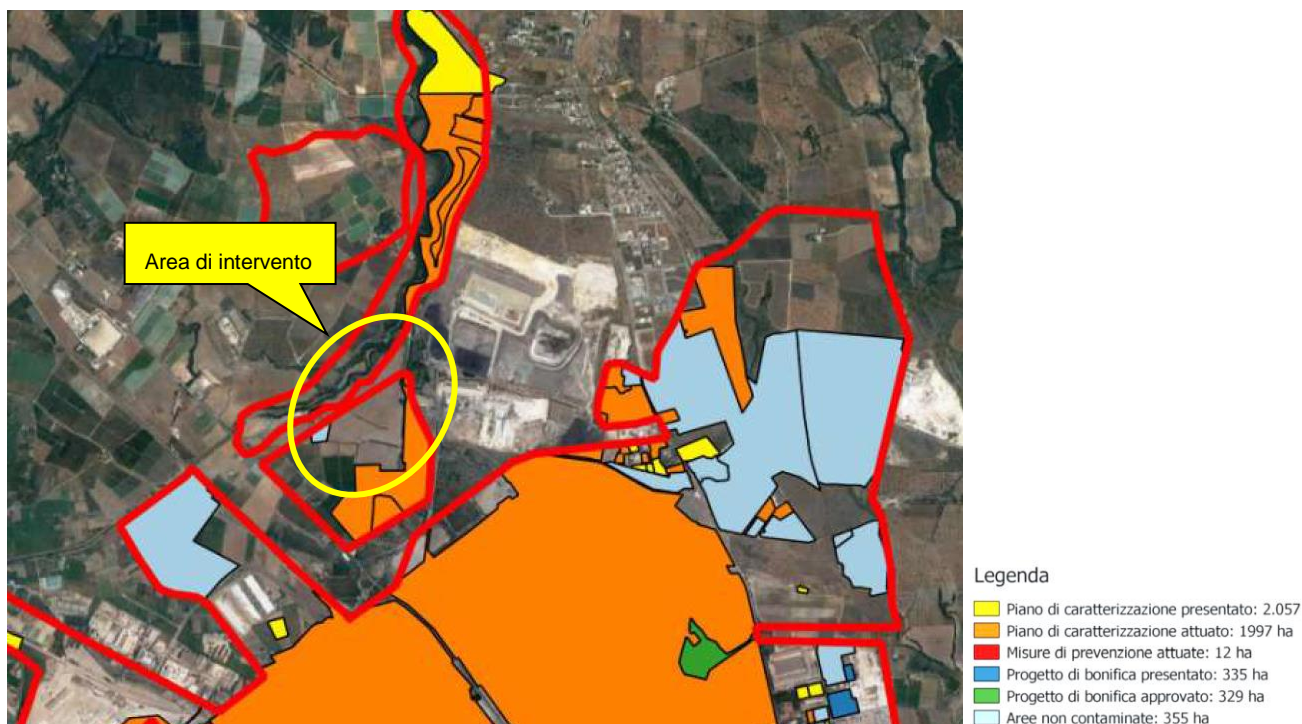 Area di intervento
Legenda
Piano di caratterizzazione presentato: 2.057
Piano di caratterizzazione attuato: 1997 ha
Misure di prevenzione attuate: 12 ha
Progetto di bonifica presentato: 335 ha
Progetto di bonifica approvato: 329 ha
Aree non contaminate: 355 ha